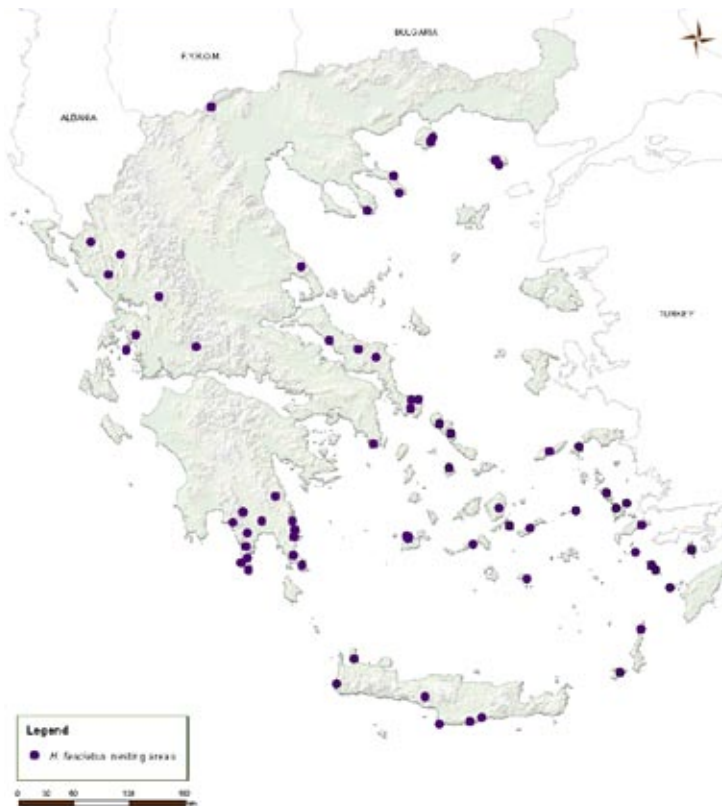 BULGARIA
F.Y.R.O.M.
ALBANIA
TURKEY
Legend
H. fasciatus nesting areas
0 30 60 120 180